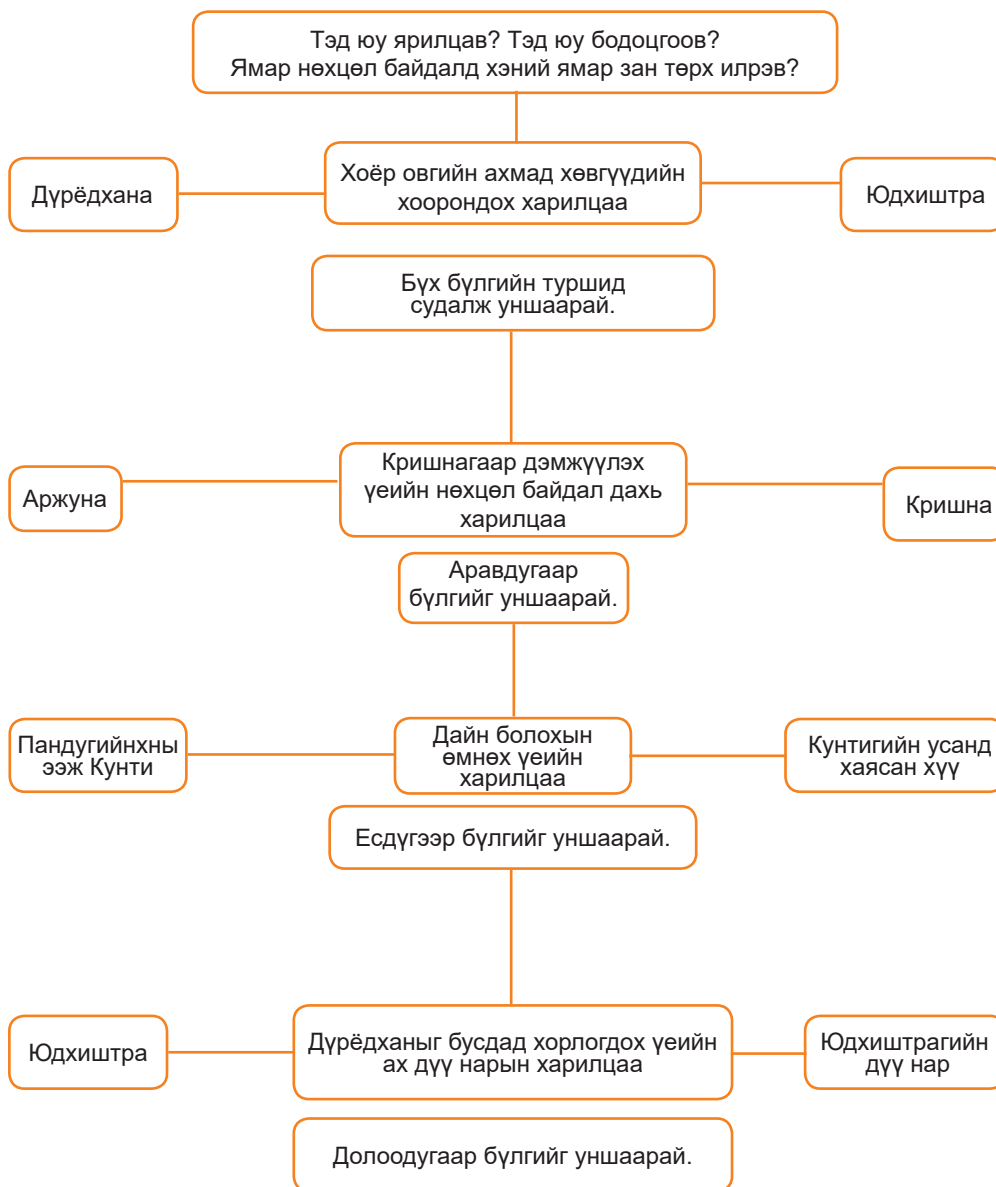 Тэд юу ярилцав? Тэд юу бодоцгоов?
Ямар нөхцөл байдалд хэний ямар зан төрх илрэв?
Дүрёдхана
Хоёр овгийн ахмад хөвгүүдийн
хоорондох харилцаа
Юдхиштра
Бүх бүлгийн туршид
судалж уншаарай.
Аржуна
Кришнагаар дэмжүүлэх
үеийн нөхцөл байдал дахь
харилцаа
Кришна
Аравдугаар
бүлгийг уншаарай.
Пандугийнхны
ээж Кунти
Дайн болохын
өмнөх үеийн
харилцаа
Кунтигийн усанд
хаясан хүү
Есдүгээр бүлгийг уншаарай.
Юдхиштра
Дүрёдханыг бусдад хорлогдох үеийн
ах дүү нарын харилцаа
Юдхиштрагийн
дүү нар
Долоодугаар бүлгийг уншаарай.